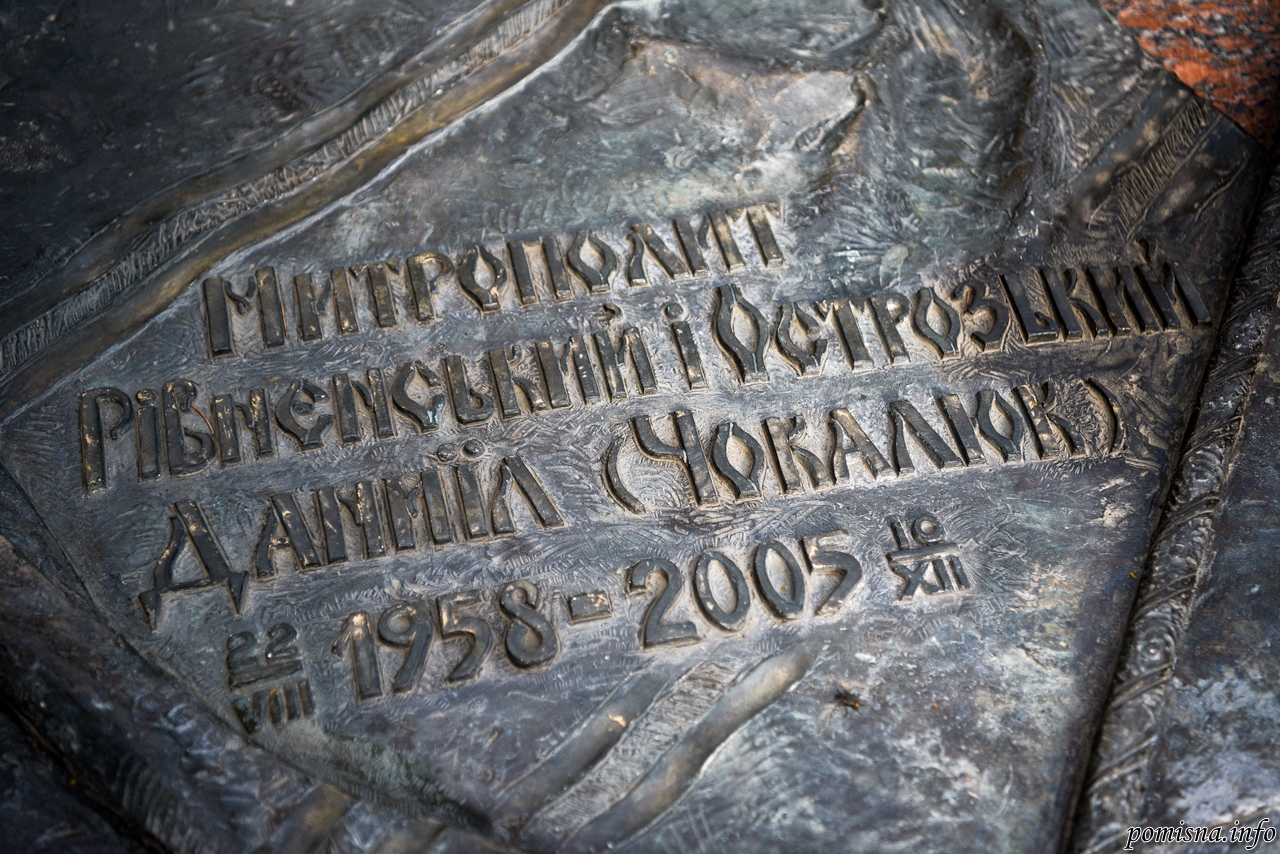 Митрополит
Рівненський і Острозький
Даниїл (Чокалюк)
22/VIII 1958-2005 10/XII
pomisna.info